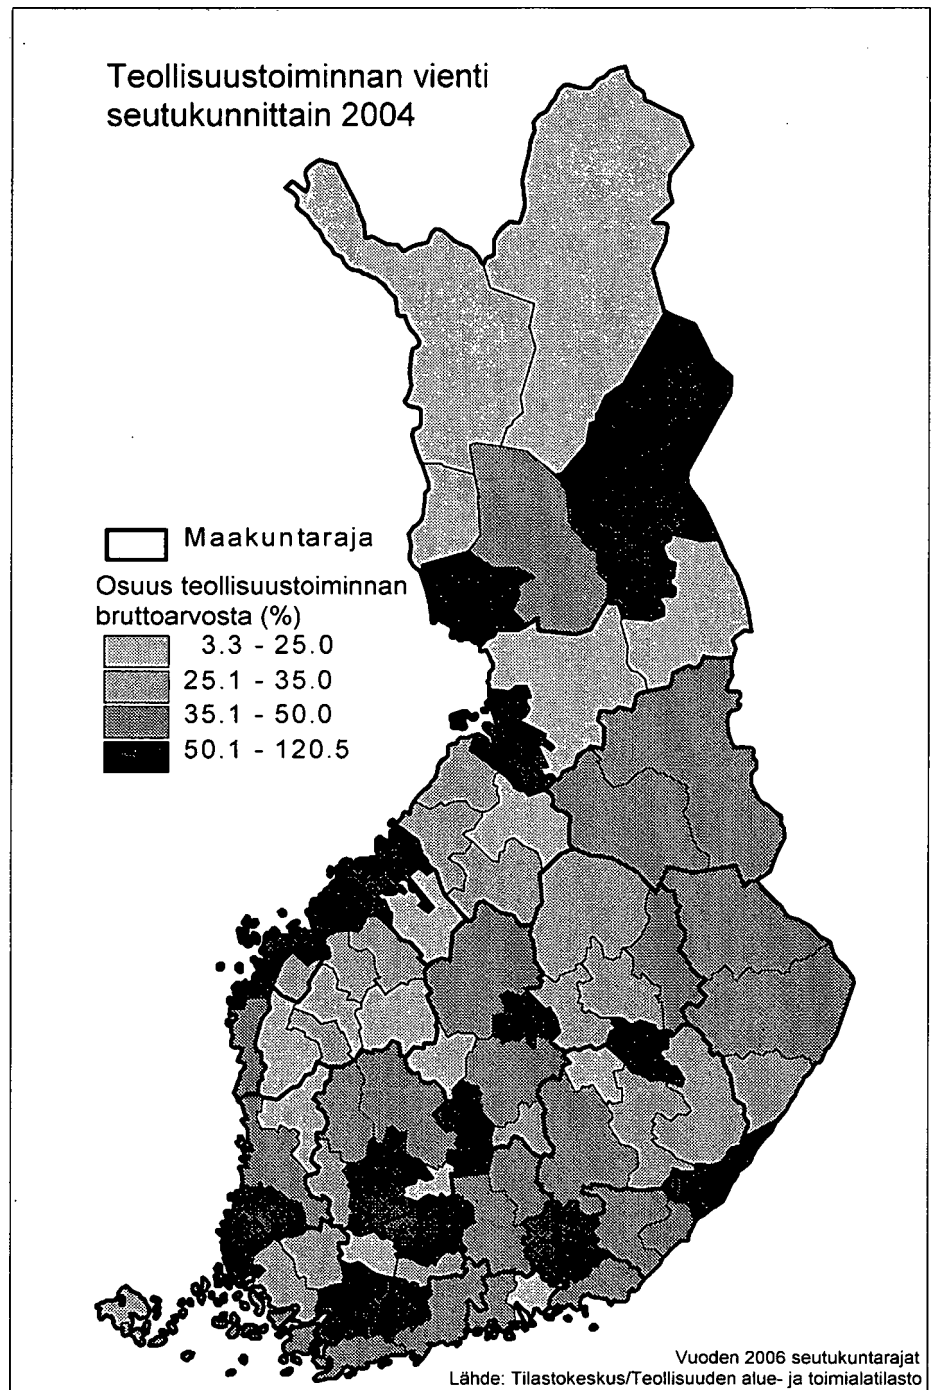 Teollisuustoiminnan vienti
seutukunnittain 2004
Maakuntaraja
Osuus teollisuustoiminnan
bruttoarvosta (%)
3.3 - 25.0
25.1 - 35.0
35.1 - 50.0
50.1 - 120.5
Vuoden 2006 seutukuntarajat
Lähde: Tilastokeskus/Teollisuuden alue- ja toimialatilasto